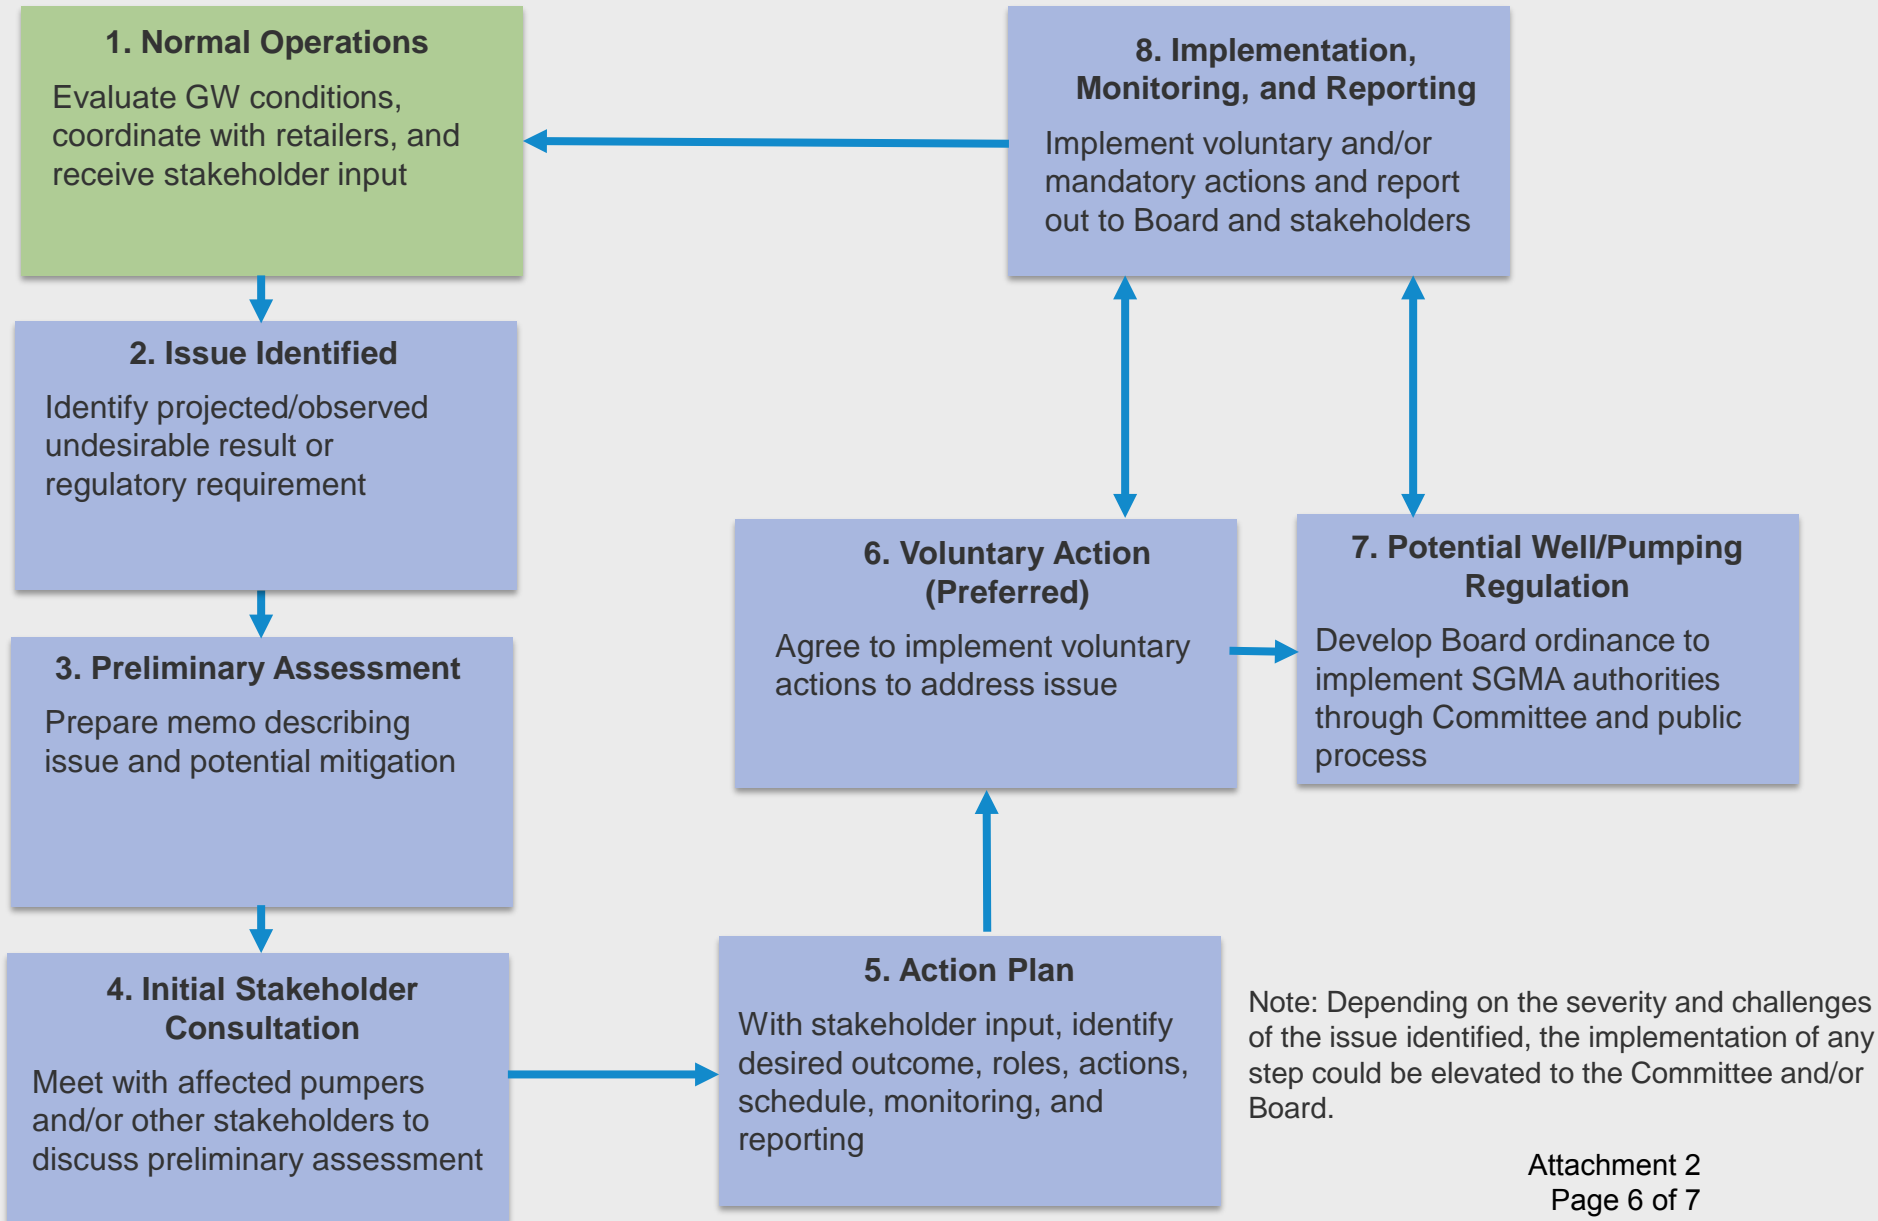 1. Normal Operations
Evaluate GW conditions,
coordinate with retailers, and
receive stakeholder input
2. Issue Identified
Identify projected/observed
undesirable result or
regulatory requirement
3. Preliminary Assessment
Prepare memo describing
issue and potential mitigation
4. Initial Stakeholder
Consultation
Meet with affected pumpers
and/or other stakeholders to
discuss preliminary assessment
5. Action Plan
With stakeholder input, identify
desired outcome, roles, actions,
schedule, monitoring, and
reporting
6. Voluntary Action
(Preferred)
Agree to implement voluntary
actions to address issue
7. Potential Well/Pumping
Regulation
Develop Board ordinance to
implement SGMA authorities
through Committee and public
process
8. Implementation,
Monitoring, and Reporting
Implement voluntary and/or
mandatory actions and report
out to Board and stakeholders
Note: Depending on the severity and challenges
of the issue identified, the implementation of any
step could be elevated to the Committee and/or
Board.
Attachment 2
Page 6 of 7